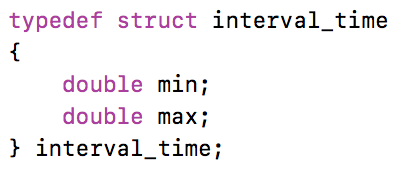 typedef struct interval_time
{
    double min;
    double max;
} interval_time;